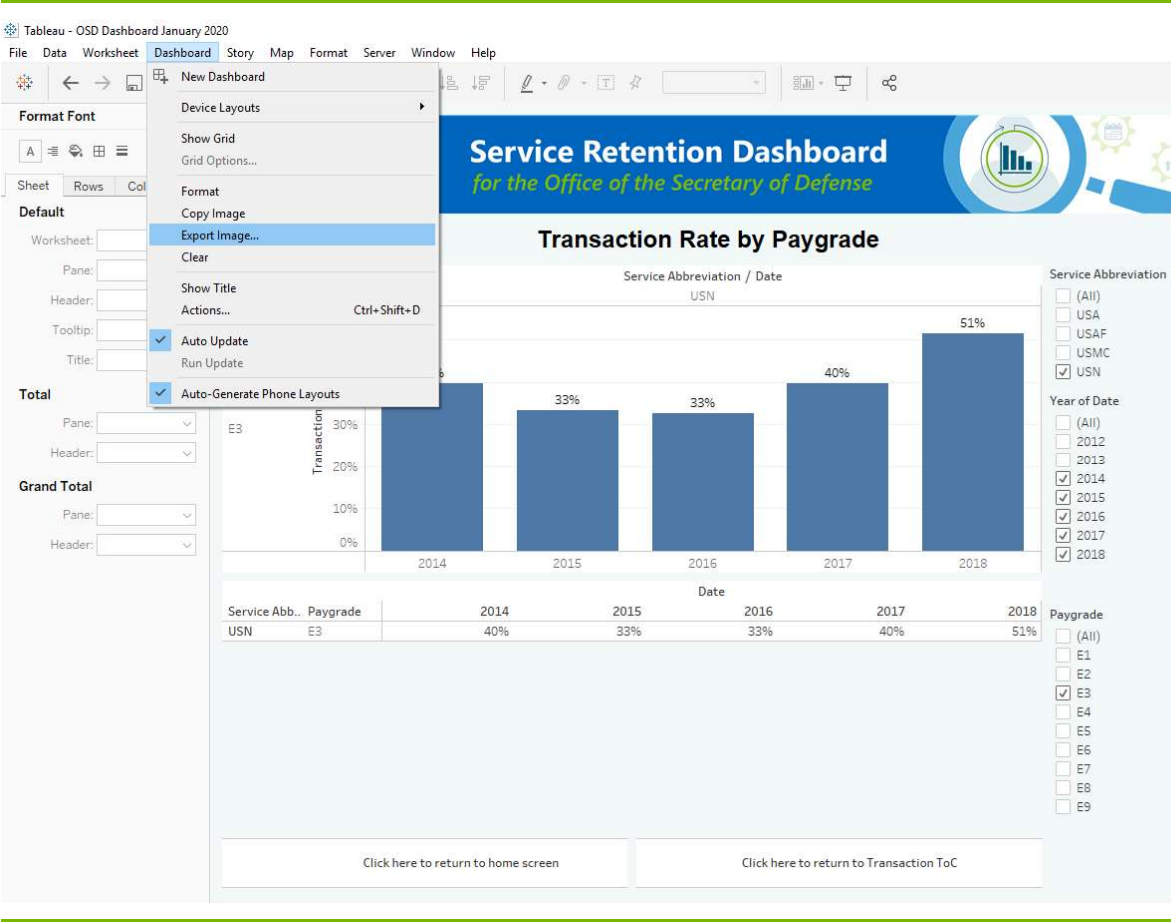 Tableau - OSD Dashboard January 2020
File Data Worksheet Dashboard Story Map Format Server Window Help
New Dashboard
Device Layouts
Show Grid
Grid Options...
Format
Copy Image
Export Image...
Clear
Show Title
Actions... Ctrl+Shift+D
Auto Update
Run Update
Auto-Generate Phone Layouts
Format Font
A
Sheet Rows Col
Default
Worksheet:
Pane:
Header:
Tooltip:
Title:
Total
Pane:
Header:
Grand Total
Pane:
Header:
Service Retention Dashboard
for the Office of the Secretary of Defense
Transaction Rate by Paygrade
Service Abbreviation / Date
USN
E3
Transaction
30%
20%
10%
0%
33%
33%
40%
51%
2014 2015 2016 2017 2018
Date
Service Abb.. Paygrade 2014 2015 2016 2017 2018
USN E3 40% 33% 33% 40% 51%
Service Abbreviation
(All)
USA
USAF
USMC
USN
Year of Date
(All)
2012
2013
2014
2015
2016
2017
2018
Paygrade
(All)
E1
E2
E3
E4
E5
E6
E7
E8
E9
Click here to return to home screen
Click here to return to Transaction ToC